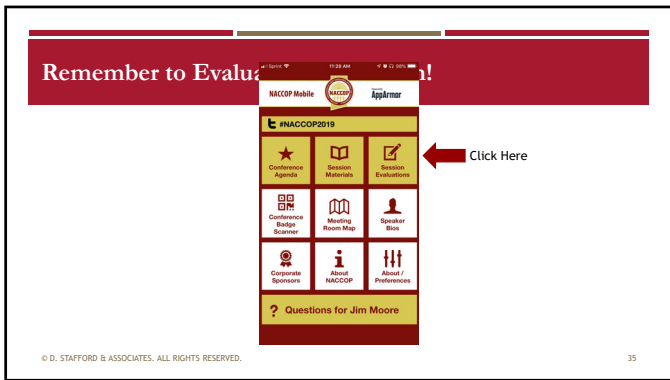 Remember to Evalua
n!
Sprint
11:28 AM
98%
NACCOP Mobile
NACCOP
AppArmor
#NACCOP2019
Conference
Agenda
Session
Materials
Session
Evaluations
Click Here
Conference
Badge
Scanner
Meeting
Room Map
Speaker
Bios
Corporate
Sponsors
About
NACCOP
About /
Preferences
? Questions for Jim Moore
© D. STAFFORD & ASSOCIATES. ALL RIGHTS RESERVED.
35